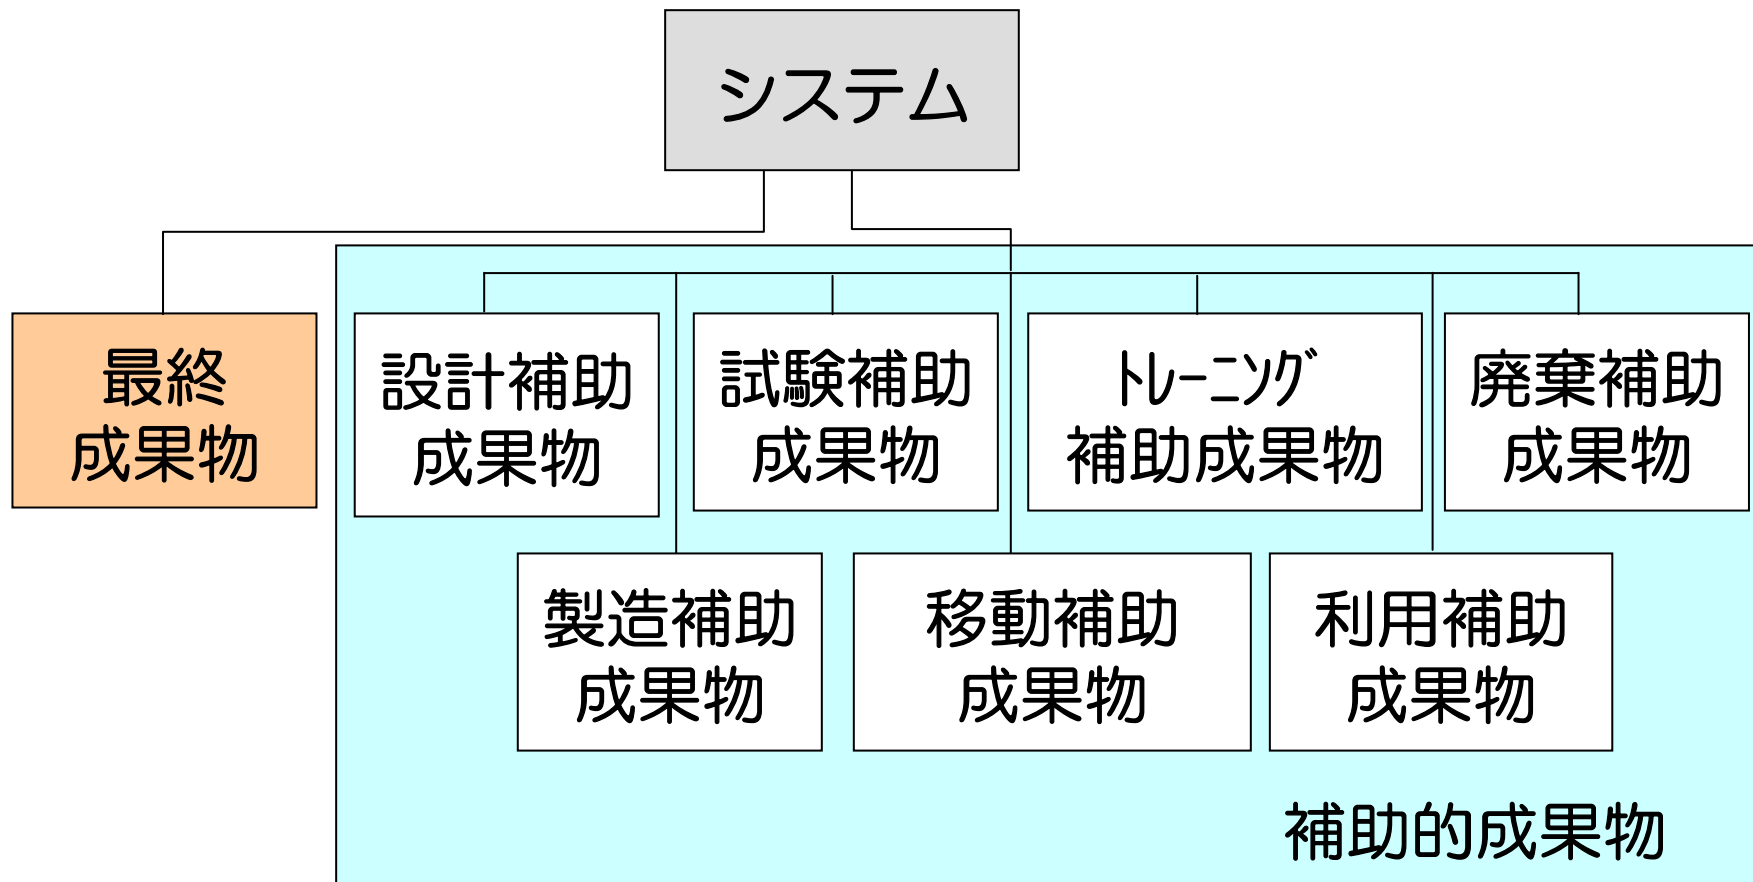 システム
最終
成果物
設計補助
成果物
試験補助
成果物
ﾄﾚｰﾆﾝｸﾞ
補助成果物
廃棄補助
成果物
製造補助
成果物
移動補助
成果物
利用補助
成果物
補助的成果物